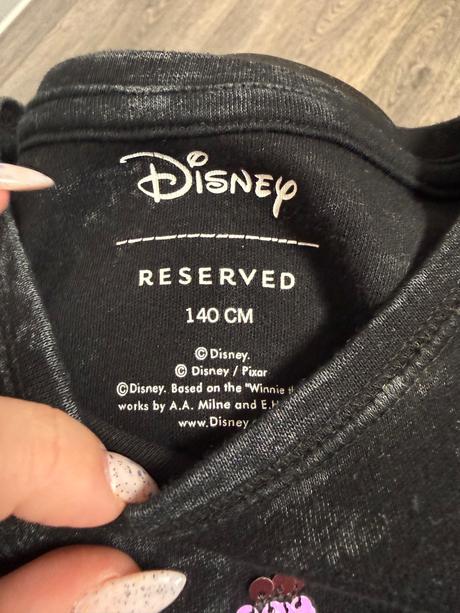 Disney
RESERVED
140 CM
©Disney.
© Disney / Pixar
©Disney. Based on the "Winnie
works by A.A. Milne and
www.Disney